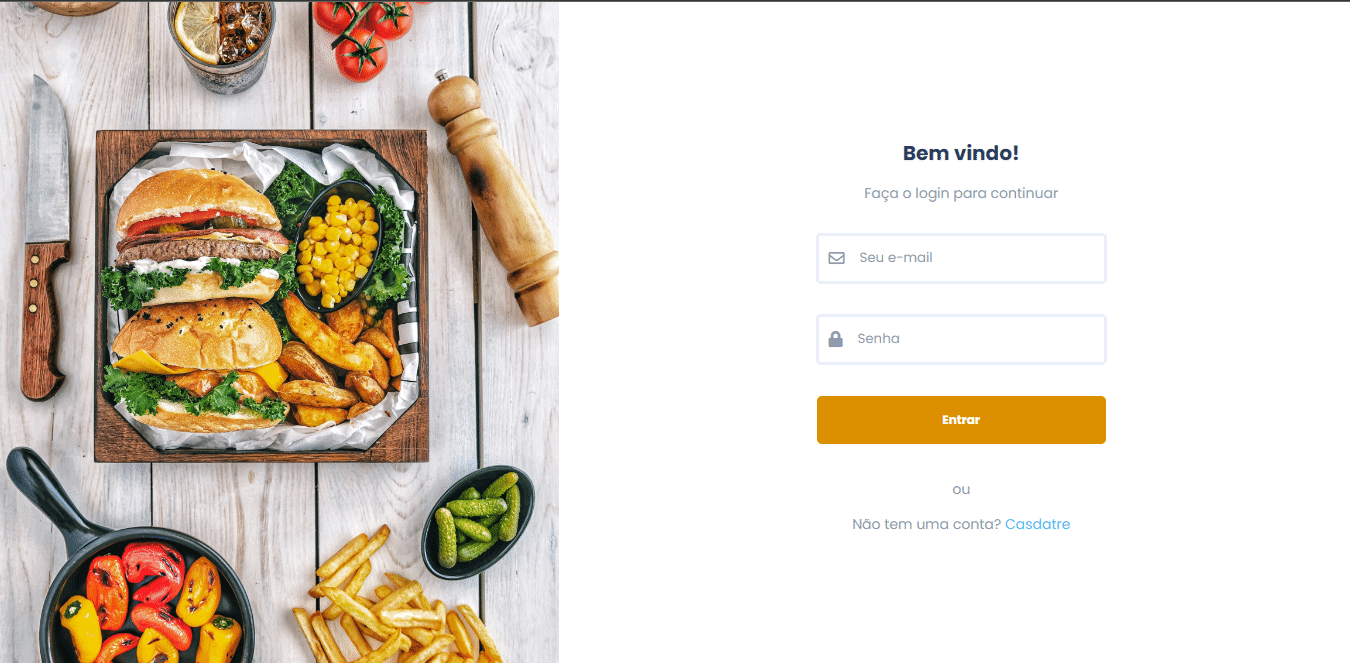 Bem vindo!
Faça o login para continuar
Seu e-mail
Senha
Entrar
ou
Não tem uma conta? Casdatre